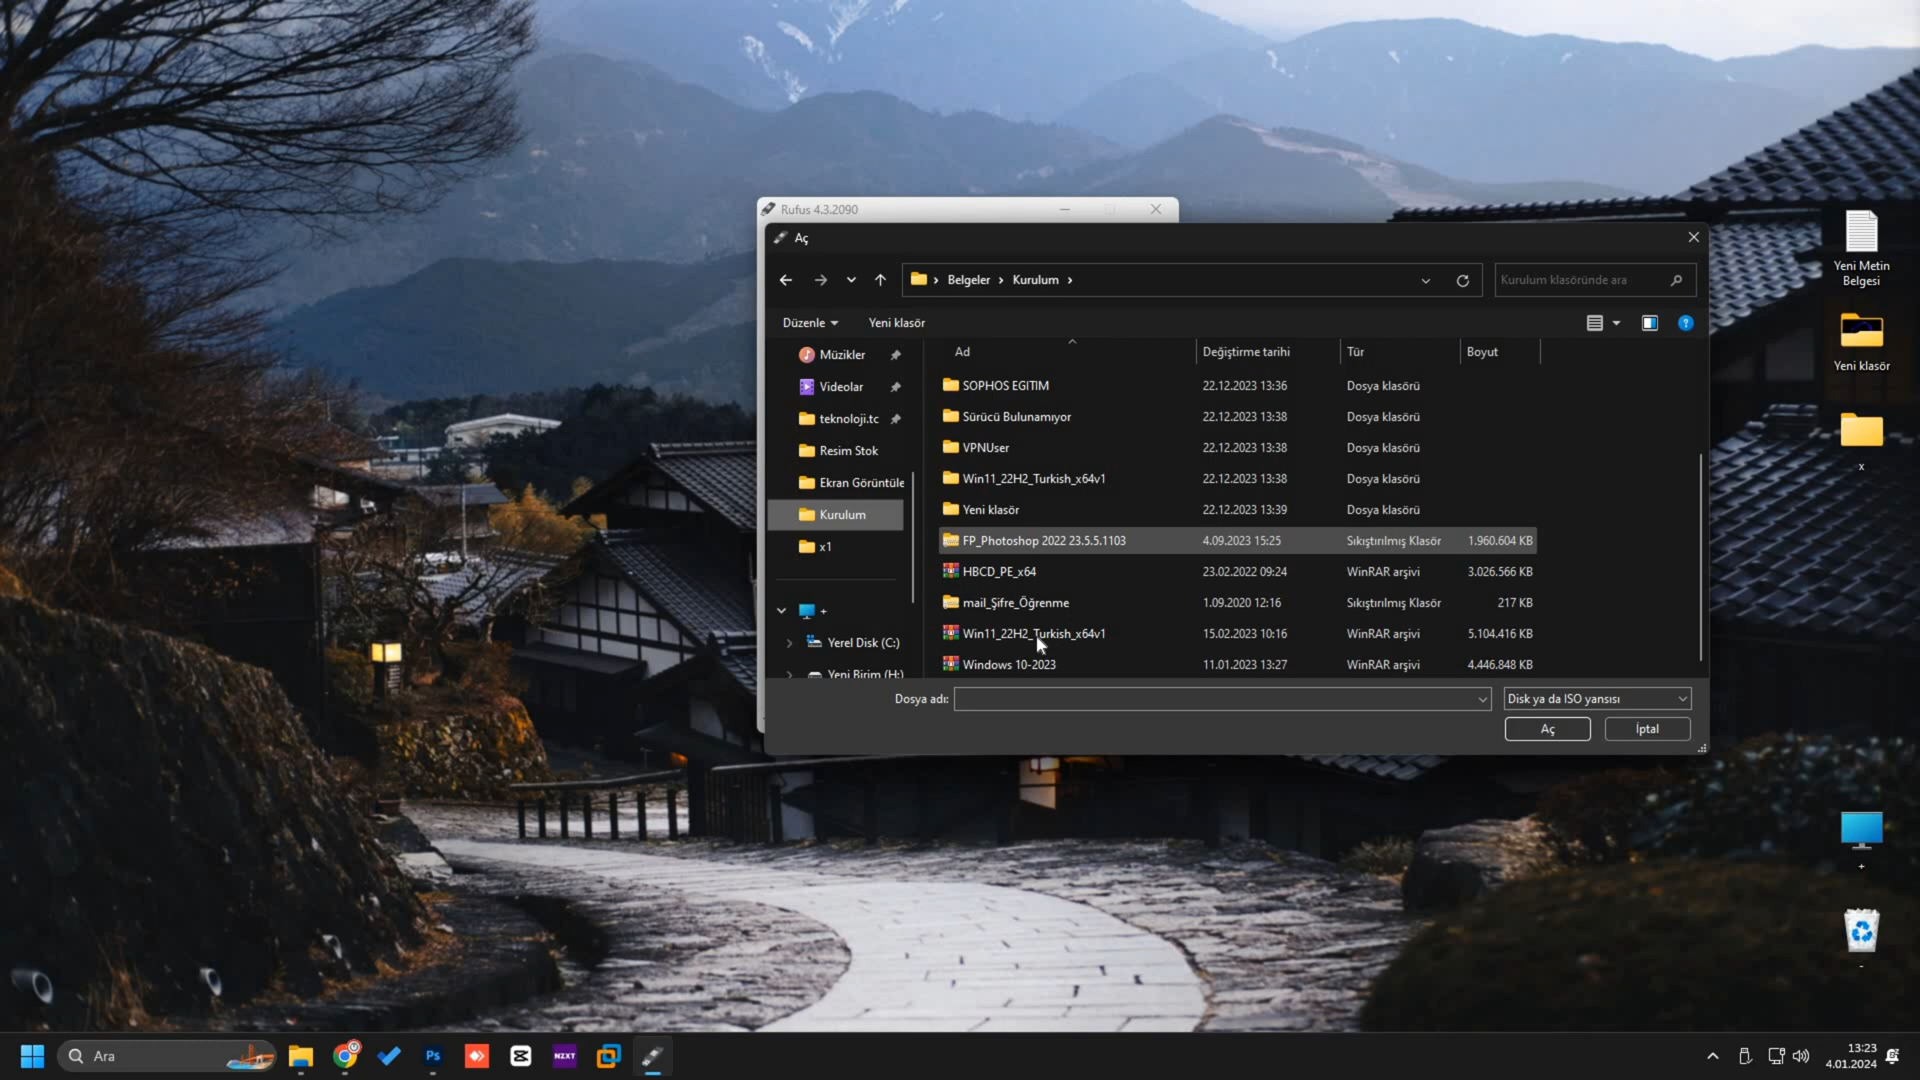 Rufus 4.3.2090
Aç
Belgeler
Kurulum
Kurulum klasöründe ara
Düzenle
Yeni klasör
Ad
Değiştirme tarihi
Tür
Boyut
Müzikler
Videolar
teknoloji.tc
Resim Stok
Ekran Görüntüle
Kurulum
x1
+
Yerel Disk (C:)
Yeni Birim (H:)
SOPHOS EGITIM 22.12.2023 13:36 Dosya klasörü
Sürücü Bulunamıyor 22.12.2023 13:38 Dosya klasörü
VPNUser 22.12.2023 13:38 Dosya klasörü
Win11_22H2_Turkish_x64v1 22.12.2023 13:38 Dosya klasörü
Yeni klasör 22.12.2023 13:39 Dosya klasörü
FP_Photoshop 2022 23.5.5.1103 4.09.2023 15:25 Sıkıştırılmış Klasör 1.960.604 KB
HBCD_PE_x64 23.02.2022 09:24 WinRAR arşivi 3.026.566 KB
mail_Şifre_Öğrenme 1.09.2020 12:16 Sıkıştırılmış Klasör 217 KB
Win11_22H2_Turkish_x64v1 15.02.2023 10:16 WinRAR arşivi 5.104.416 KB
Windows 10-2023 11.01.2023 13:27 WinRAR arşivi 4.446.848 KB
Dosya adı:
Disk ya da ISO yansısı
Aç
İptal
Yeni Metin
Belgesi
Yeni klasör
x
+
-
Ara
Ps
NZXT
13:23
4.01.2024